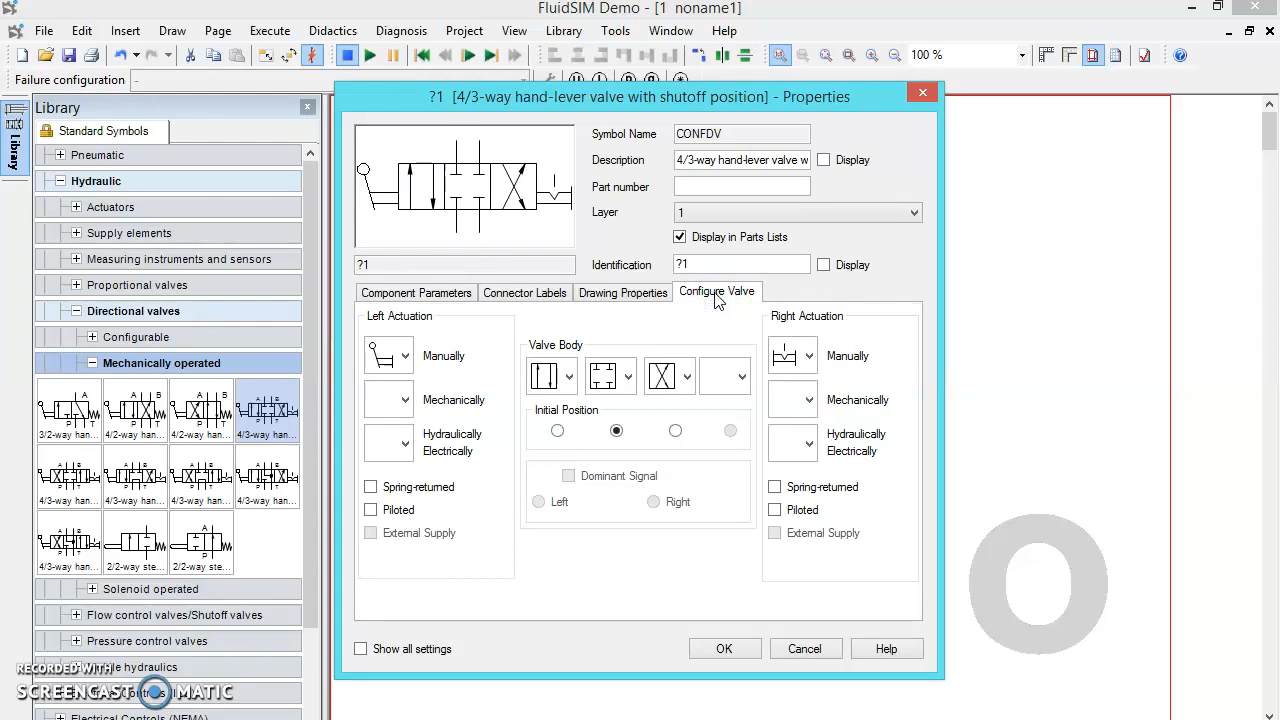 FluidSIM Demo - [1 noname1]
File Edit Insert Draw Page Execute Didactics Diagnosis Project View Library Tools Window Help
100 %
Failure configuration -
Library
Library
Standard Symbols
Pneumatic
Hydraulic
Actuators
Supply elements
Measuring instruments and sensors
Proportional valves
Directional valves
Configurable
Mechanically operated
3/2-way han... 4/2-way han... 4/2-way han... 4/3-way han...
4/3-way han... 4/3-way han... 4/3-way han... 4/3-way han...
4/3-way han... 2/2-way ste... 2/2-way ste...
Solenoid operated
Flow control valves/Shutoff valves
Pressure control valves
hydraulics
Electrical Controls (NEMA)
RECORDED WITH
SCREENCAST MATIC
?1 [4/3-way hand-lever valve with shutoff position] - Properties
Symbol Name CONFDV
Description 4/3-way hand-lever valve w Display
Part number
Layer 1
Display in Parts Lists
?1
Identification ?1 Display
Component Parameters Connector Labels Drawing Properties Configure Valve
Left Actuation
Manually
Mechanically
Hydraulically
Electrically
Spring-returned
Piloted
External Supply
Valve Body
Initial Position
Dominant Signal
Left Right
Right Actuation
Manually
Mechanically
Hydraulically
Electrically
Spring-returned
Piloted
External Supply
Show all settings
OK Cancel Help
O